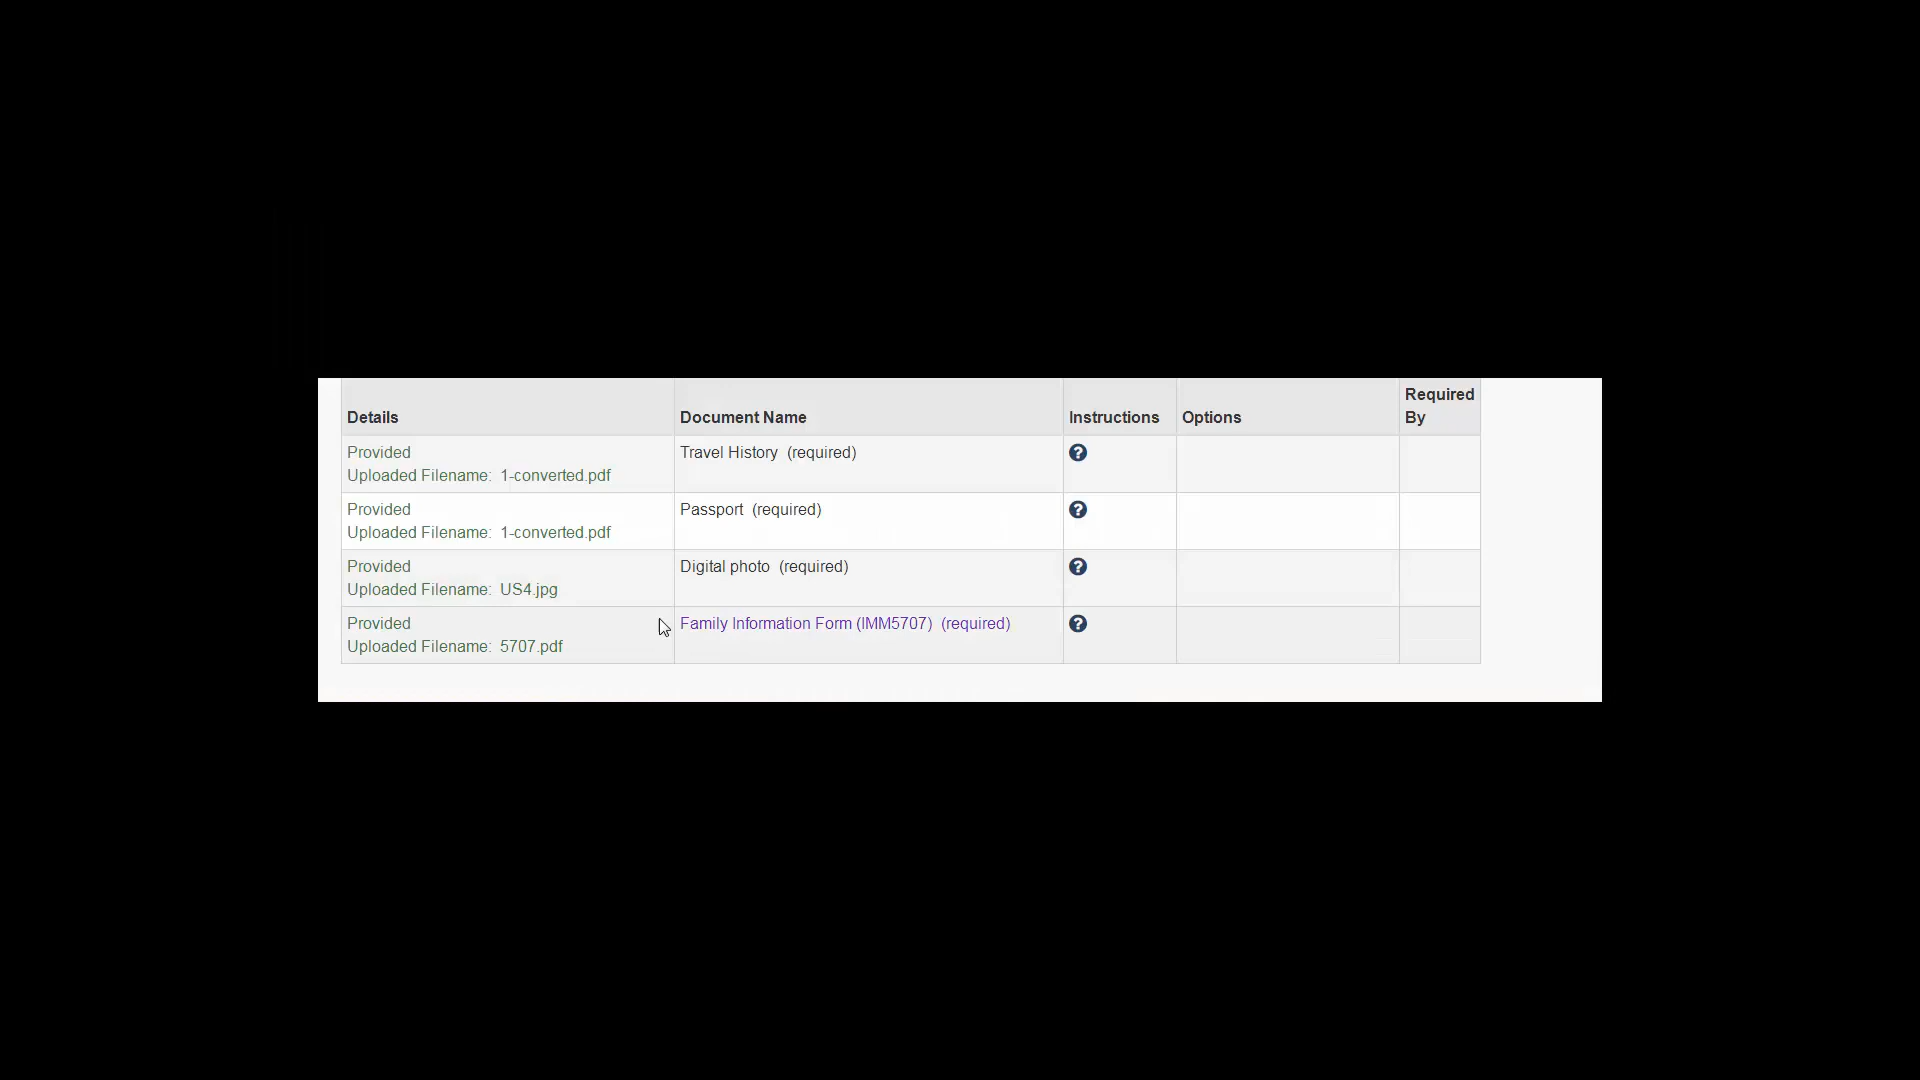 Details Document Name Instructions Options Required By
Provided Travel History (required) ?
Uploaded Filename: 1-converted.pdf
Provided Passport (required) ?
Uploaded Filename: 1-converted.pdf
Provided Digital photo (required) ?
Uploaded Filename: US4.jpg
Provided Family Information Form (IMM5707) (required) ?
Uploaded Filename: 5707.pdf